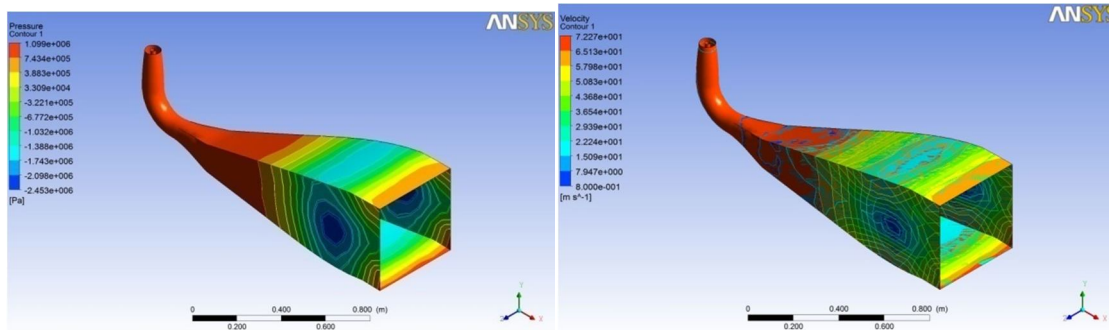 ANSYS
Pressure
Contour 1
1.099e+006
7.434e+005
3.883e+005
3.309e+004
-3.221e+005
-6.772e+005
-1.032e+006
-1.388e+006
-1.743e+006
-2.098e+006
-2.453e+006
[Pa]
0 0.400 0.800 (m)
0.200 0.600
Y
Z X
ANSYS
Velocity
Contour 1
7.227e+001
6.513e+001
5.798e+001
5.083e+001
4.368e+001
3.654e+001
2.939e+001
2.224e+001
1.509e+001
7.947e+000
8.000e-001
[m s^-1]
0 0.400 0.800 (m)
0.200 0.600
Y
Z X